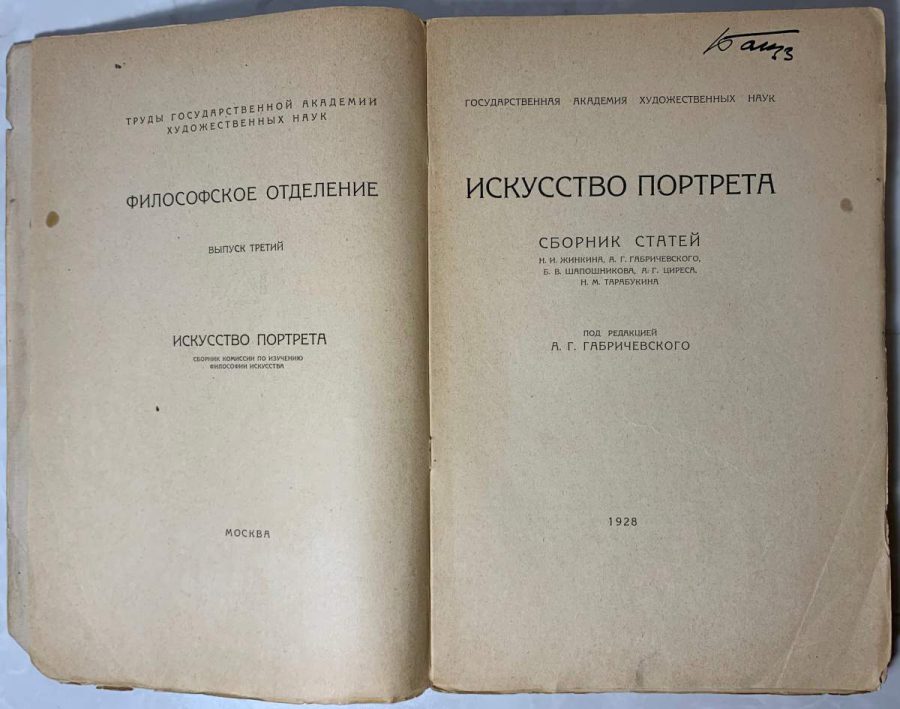 ТРУДЫ ГОСУДАРСТВЕННОЙ АКАДЕМИИ
ХУДОЖЕСТВЕННЫХ НАУК
ФИЛОСОФСКОЕ ОТДЕЛЕНИЕ
ВЫПУСК ТРЕТИЙ
ИСКУССТВО ПОРТРЕТА
СБОРНИК КОМИССИИ ПО ИЗУЧЕНИЮ
ФИЛОСОФИИ ИСКУССТВА
МОСКВА
ГОСУДАРСТВЕННАЯ АКАДЕМИЯ ХУДОЖЕСТВЕННЫХ НАУК
ИСКУССТВО ПОРТРЕТА
СБОРНИК СТАТЕЙ
Н. И. ЖИНКИНА, А. Г. ГАБРИЧЕВСКОГО,
Б. В. ШАПОШНИКОВА, А. Г. ЦИРЕСА,
Н. М. ТАРАБУКИНА
ПОД РЕДАКЦИЕЙ
А. Г. ГАБРИЧЕВСКОГО
1928